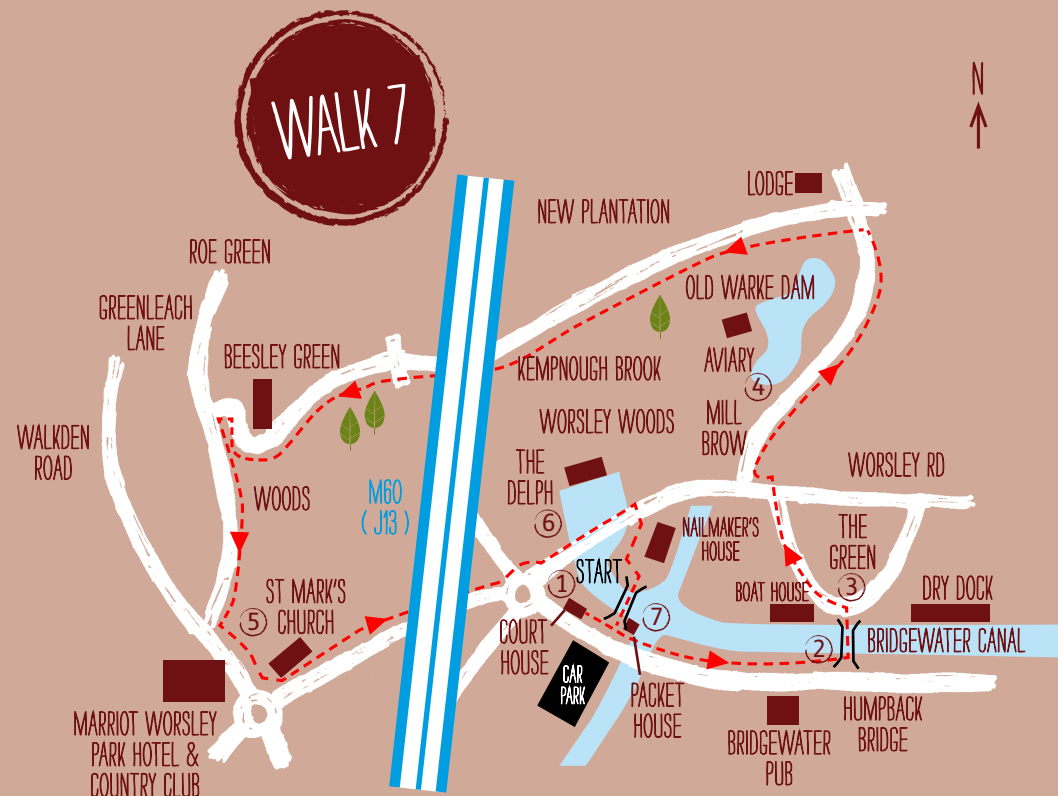 WALK 7
N
LODGE
NEW PLANTATION
ROE GREEN
OLD WARKE DAM
GREENLEACH
LANE
BEESLEY GREEN
KEMPNOUGH BROOK
AVIARY
4
MILL
BROW
WORSLEY WOODS
WALKDEN
ROAD
THE
DELPH
6
WORSLEY RD
WOODS
M60
( J13 )
NAILMAKER'S
HOUSE
THE
GREEN
3
1
START
BOAT HOUSE
DRY DOCK
ST MARK'S
CHURCH
5
7
2
BRIDGEWATER CANAL
COURT
HOUSE
CAR
PARK
PACKET
HOUSE
MARRIOT WORSLEY
PARK HOTEL &
COUNTRY CLUB
BRIDGEWATER
PUB
HUMPBACK
BRIDGE